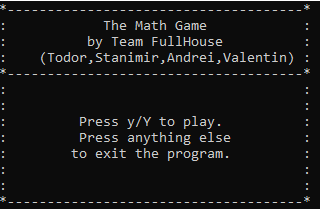 *------------------------------------*
: The Math Game :
: by Team FullHouse :
: (Todor,Stanimir,Andrei,Valentin) :
*------------------------------------*
: :
: :
: Press y/Y to play. :
: Press anything else :
: to exit the program. :
: :
: :
*------------------------------------*